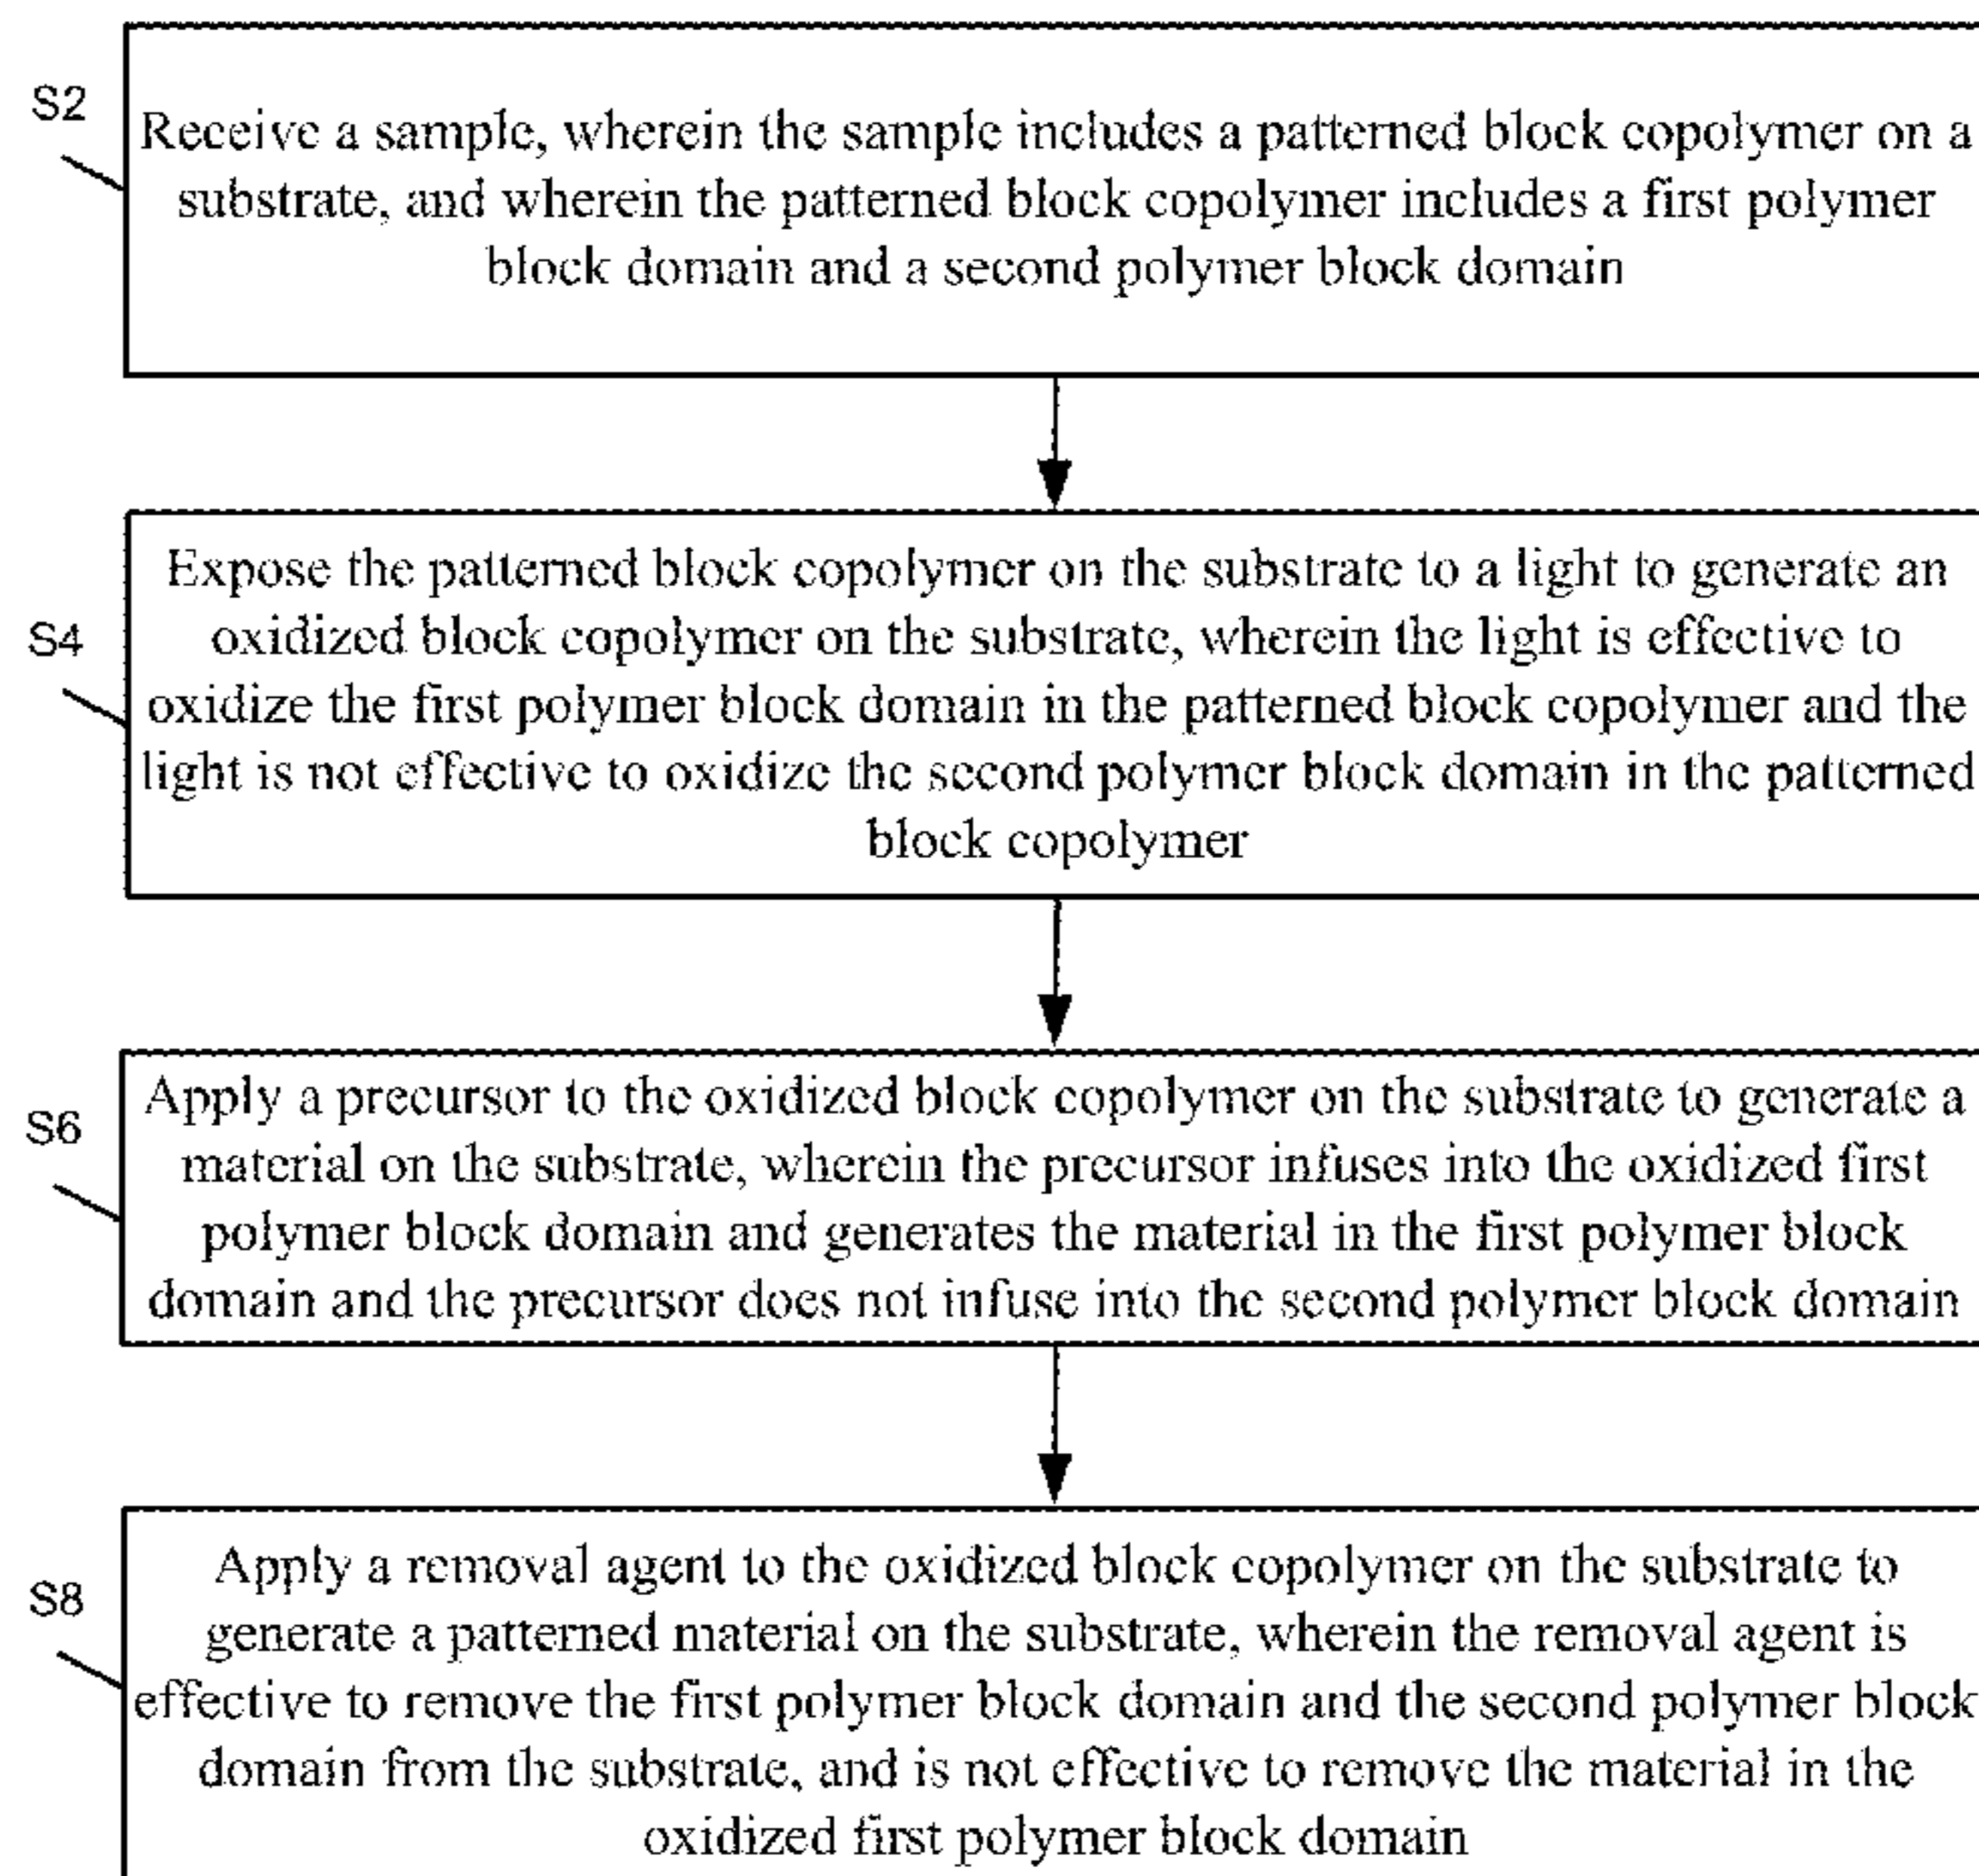 S2
Receive a sample, wherein the sample includes a patterned block copolymer on a
substrate, and wherein the patterned block copolymer includes a first polymer
block domain and a second polymer block domain
S4
Expose the patterned block copolymer on the substrate to a light to generate an
oxidized block copolymer on the substrate, wherein the light is effective to
oxidize the first polymer block domain in the patterned block copolymer and the
light is not effective to oxidize the second polymer block domain in the patterned
block copolymer
S6
Apply a precursor to the oxidized block copolymer on the substrate to generate a
material on the substrate, wherein the precursor infuses into the oxidized first
polymer block domain and generates the material in the first polymer block
domain and the precursor does not infuse into the second polymer block domain
S8
Apply a removal agent to the oxidized block copolymer on the substrate to
generate a patterned material on the substrate, wherein the removal agent is
effective to remove the first polymer block domain and the second polymer block
domain from the substrate, and is not effective to remove the material in the
oxidized first polymer block domain